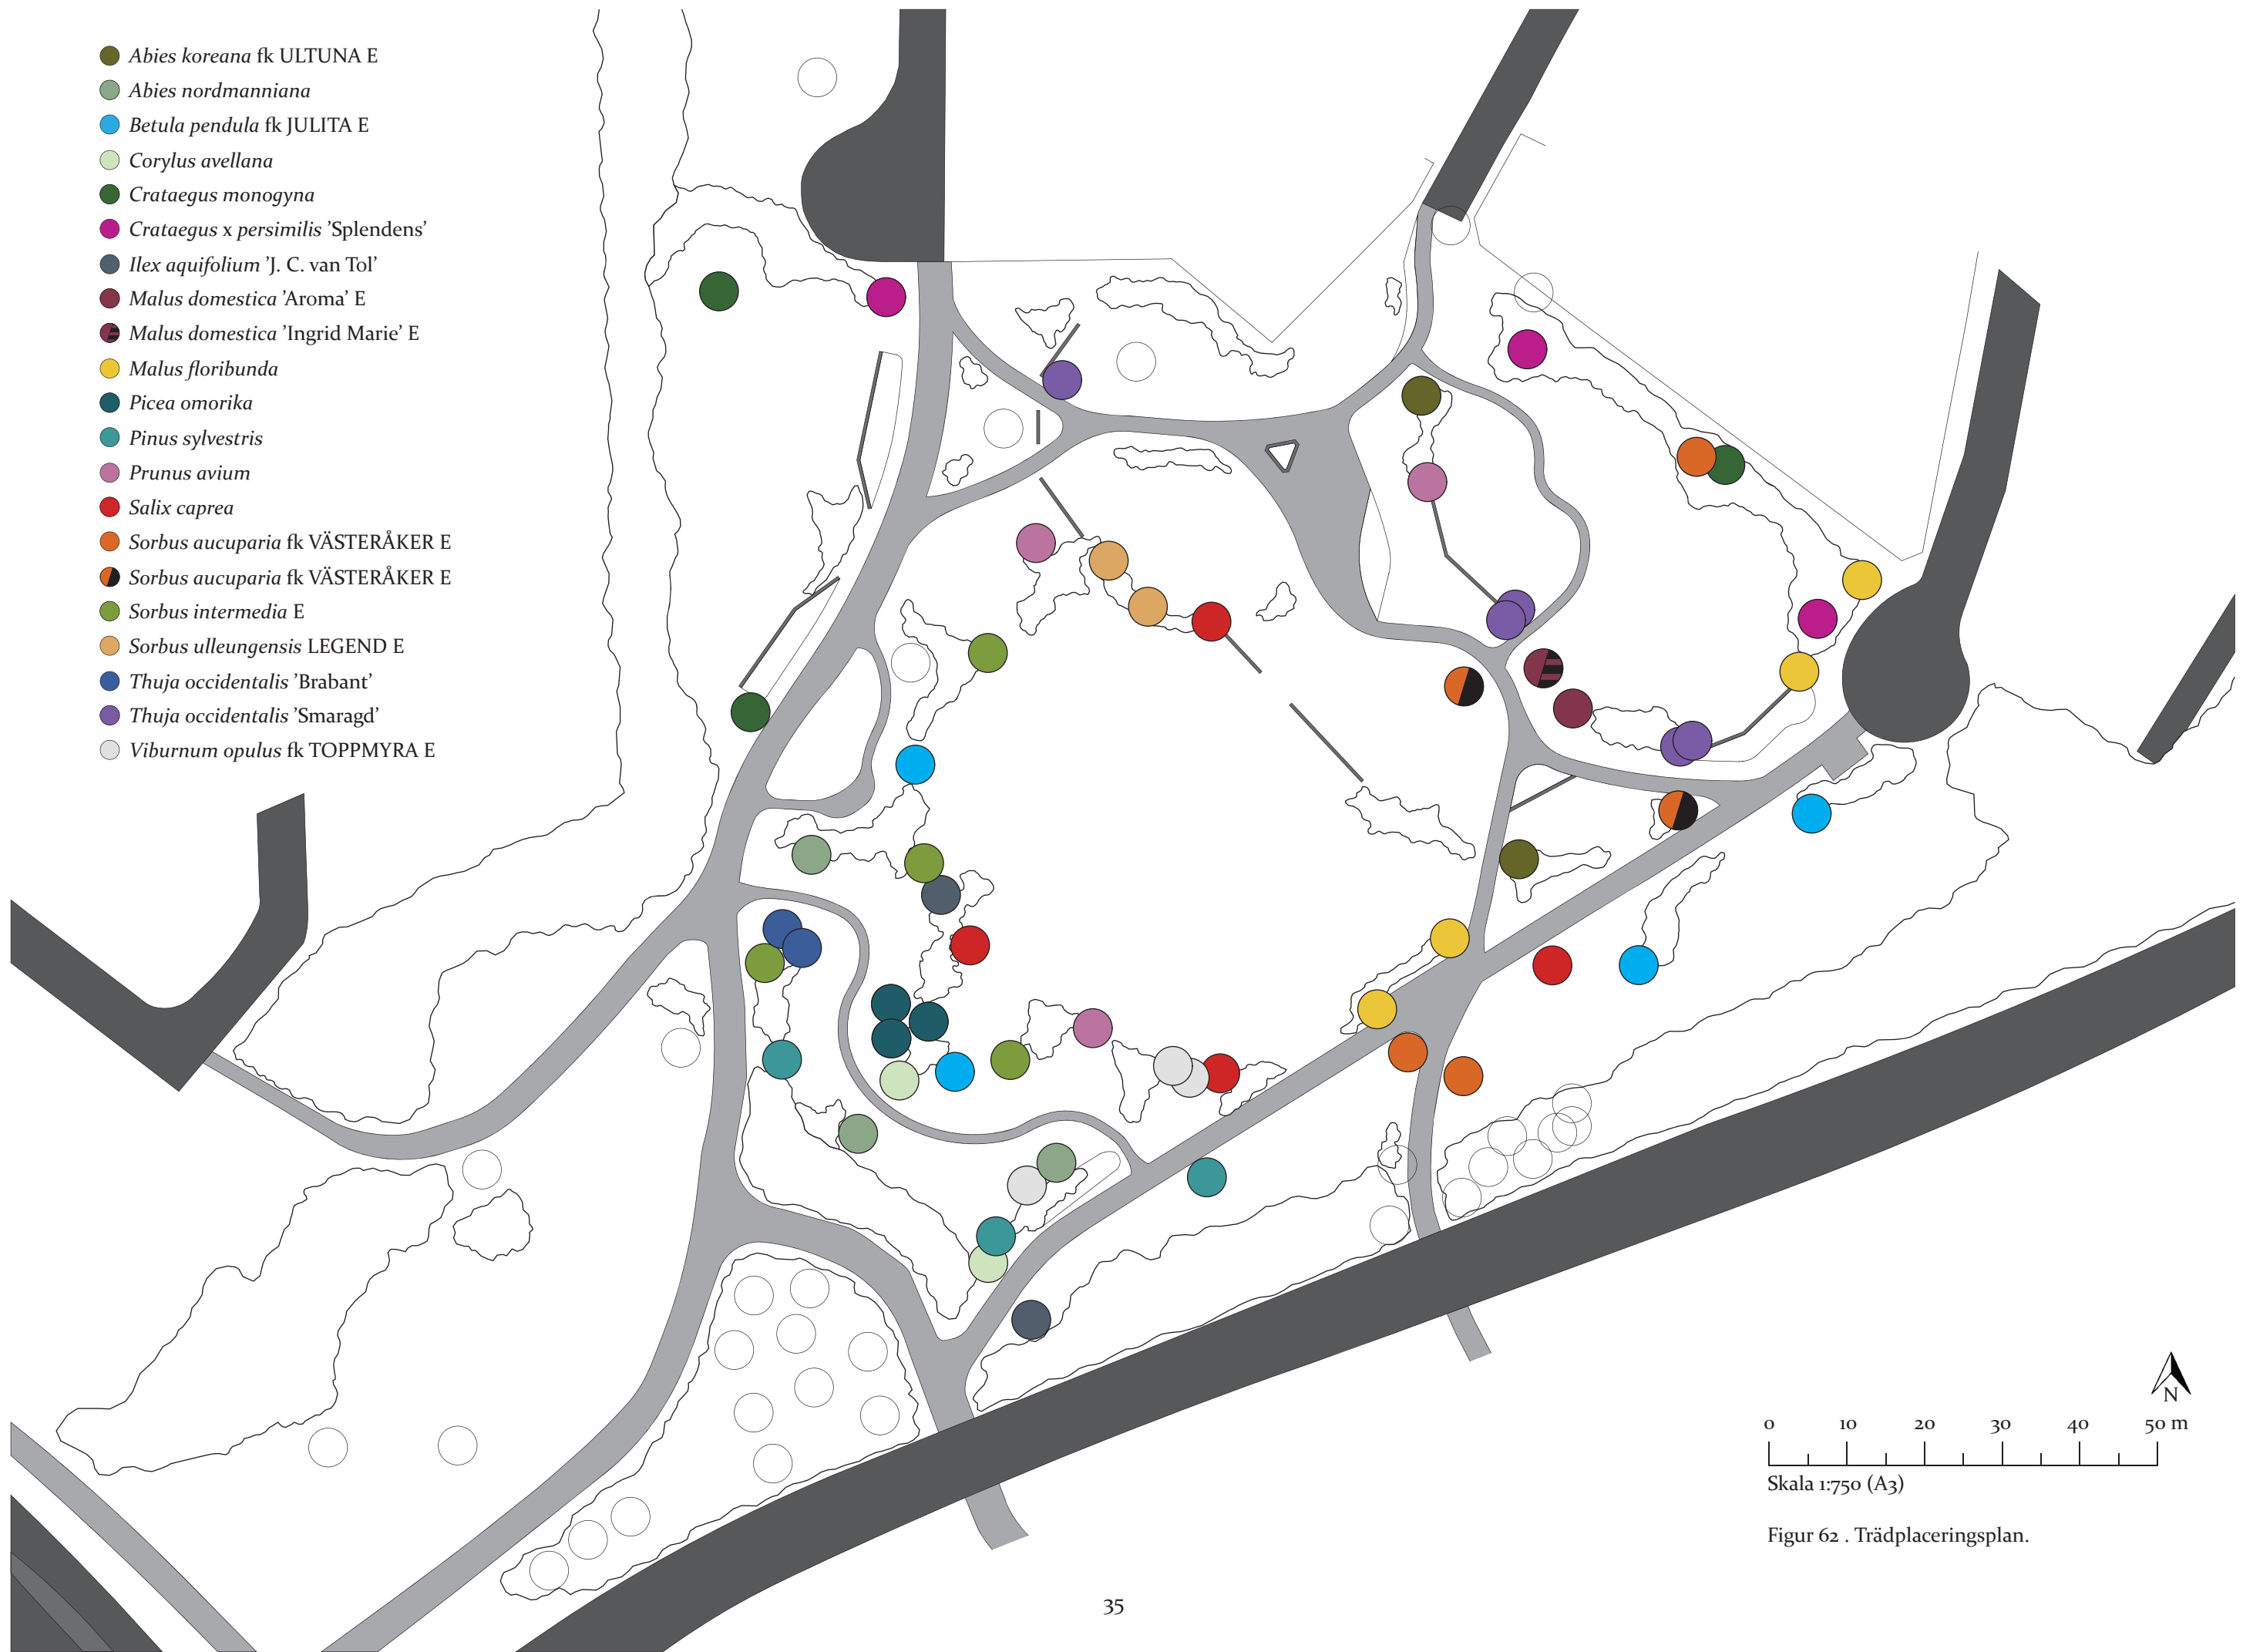 Abies koreana fk ULTUNA E
Abies nordmanniana
Betula pendula fk JULITA E
Corylus avellana
Crataegus monogyna
Crataegus x persimilis ’Splendens’
Ilex aquifolium ’J. C. van Tol’
Malus domestica ’Aroma’ E
Malus domestica ’Ingrid Marie’ E
Malus floribunda
Picea omorika
Pinus sylvestris
Prunus avium
Salix caprea
Sorbus aucuparia fk VÄSTERÅKER E
Sorbus aucuparia fk VÄSTERÅKER E
Sorbus intermedia E
Sorbus ulleungensis LEGEND E
Thuja occidentalis ’Brabant’
Thuja occidentalis ’Smaragd’
Viburnum opulus fk TOPPMYRA E
N
0 10 20 30 40 50 m
Skala 1:750 (A3)
Figur 62 . Trädplaceringsplan.
35